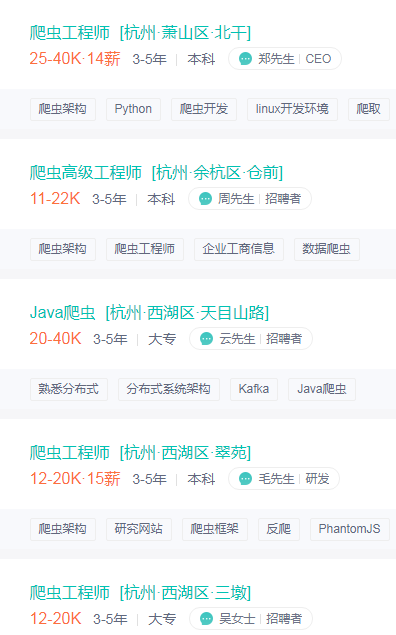 爬虫工程师 [杭州·萧山区·北干]
25-40K·14薪 3-5年 本科 郑先生 CEO
爬虫架构 Python 爬虫开发 linux开发环境 爬取
爬虫高级工程师 [杭州·余杭区·仓前]
11-22K 3-5年 本科 周先生 招聘者
爬虫架构 爬虫工程师 企业工商信息 数据爬虫
Java爬虫 [杭州·西湖区·天目山路]
20-40K 3-5年 大专 云先生 招聘者
熟悉分布式 分布式系统架构 Kafka Java爬虫
爬虫工程师 [杭州·西湖区·翠苑]
12-20K·15薪 3-5年 本科 毛先生 研发
爬虫架构 研究网站 爬虫框架 反爬 PhantomJS
爬虫工程师 [杭州·西湖区·三墩]
12-20K 3-5年 大专 吴女士 招聘者